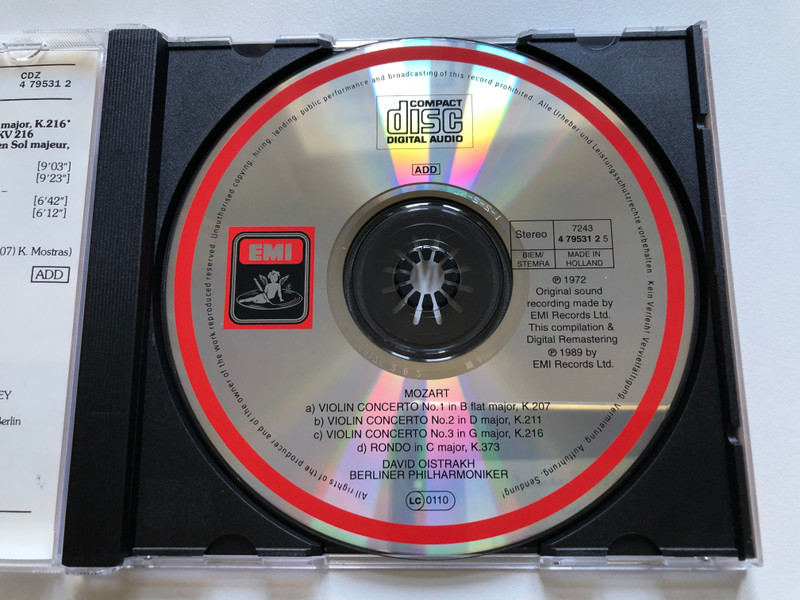 CDZ
4 79531 2
major, K.216*
KV 216
en Sol majeur,
[9'03"]
[9'23"]
[6'42"]
[6'12"]
07) K. Mostras)
ADD
EY
Berlin
All rights of the producer and of the owner of the work reproduced reserved. Unauthorised copying, hiring, lending, public performance and broadcasting of this record prohibited. Alle Urheber- und Leistungsschutzrechte vorbehalten. Kein Verleih! Vervielfältigung, Vermietung, Aufführung, Sendung!
COMPACT
disc
DIGITAL AUDIO
ADD
EMI
Stereo
7243
4 79531 2 5
BIEM/
STEMRA
MADE IN
HOLLAND
℗ 1972
Original sound
recording made by
EMI Records Ltd.
This compilation &
Digital Remastering
℗ 1989 by
EMI Records Ltd.
MOZART
a) VIOLIN CONCERTO No.1 in B flat major, K.207
b) VIOLIN CONCERTO No.2 in D major, K.211
c) VIOLIN CONCERTO No.3 in G major, K.216
d) RONDO in C major, K.373
DAVID OISTRAKH
BERLINER PHILHARMONIKER
LC 0110